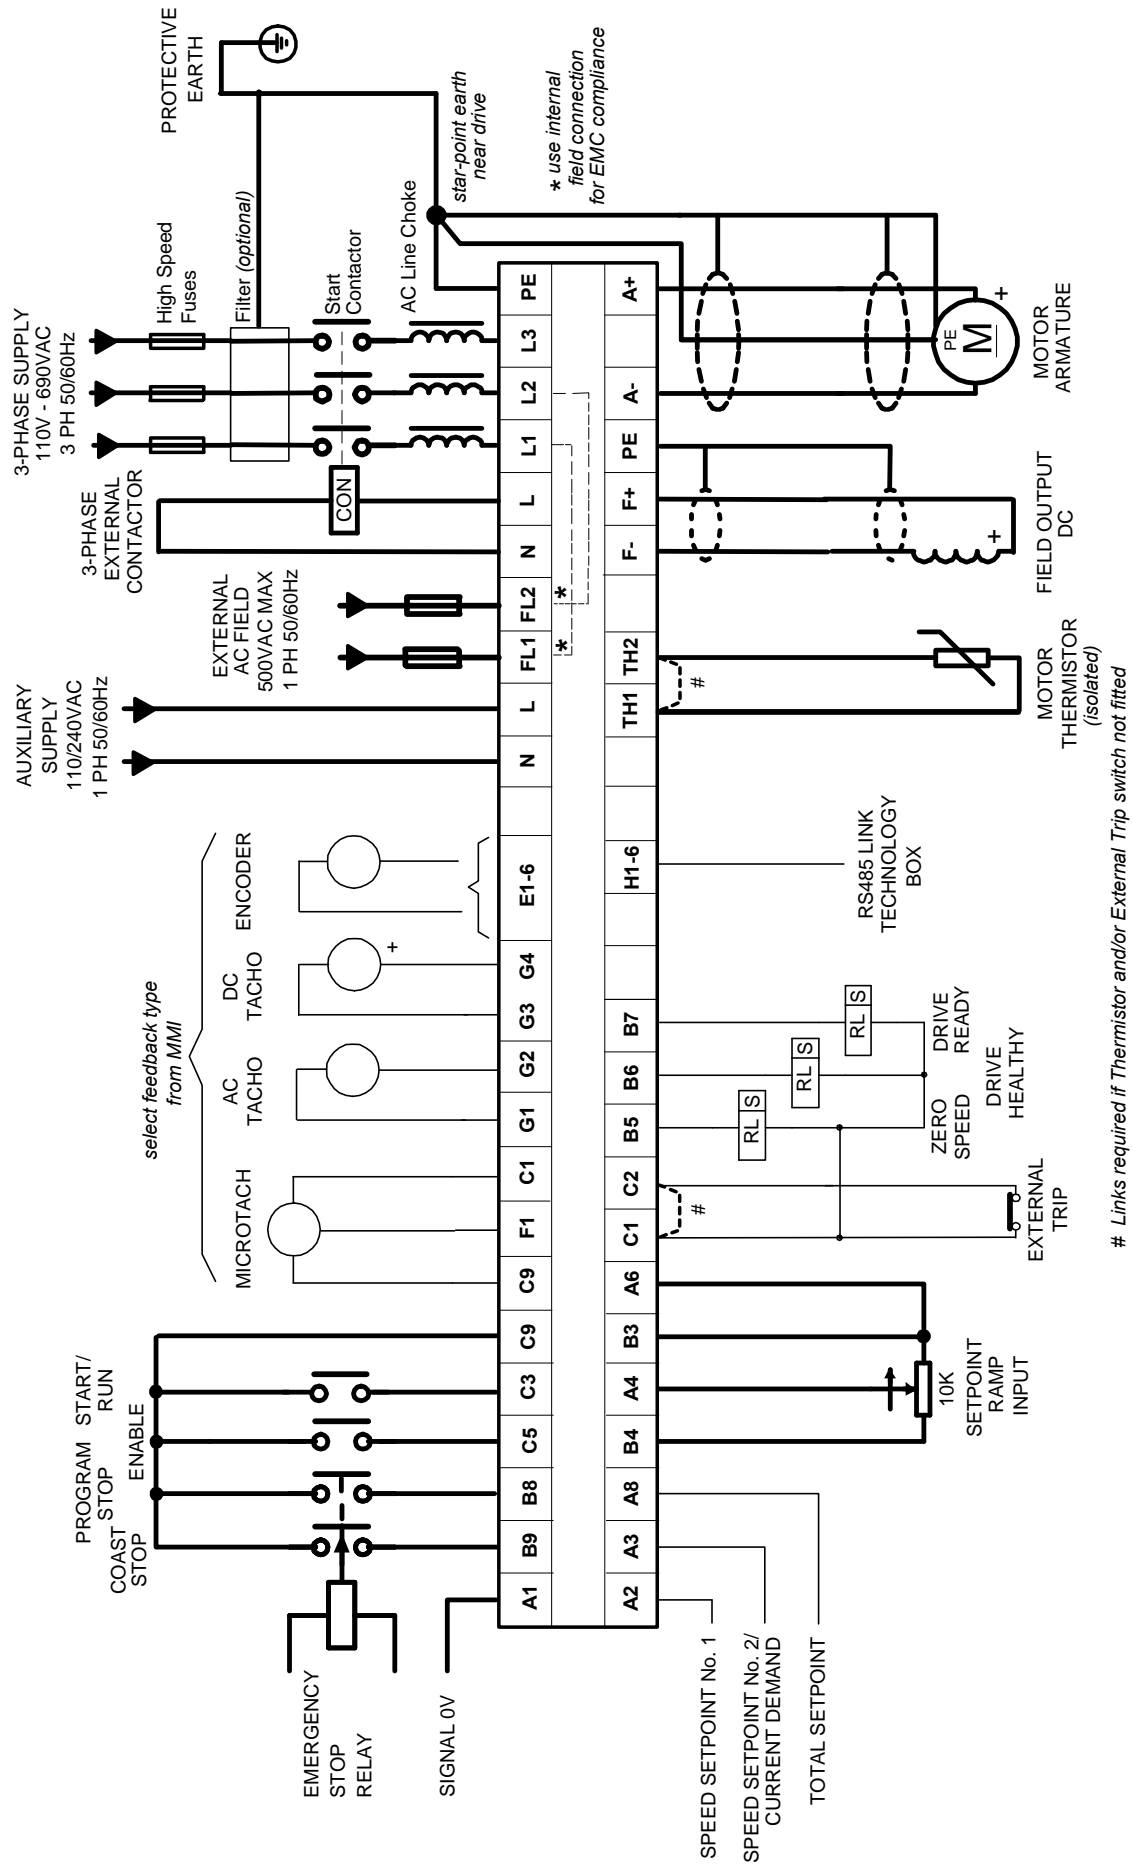 EMERGENCY
STOP
RELAY
COAST
STOP
PROGRAM
STOP
ENABLE
START/
RUN
select feedback type
from MMI
MICROTACH
AC
TACHO
DC
TACHO
+
ENCODER
AUXILIARY
SUPPLY
110/240VAC
1 PH 50/60Hz
EXTERNAL
AC FIELD
500VAC MAX
1 PH 50/60Hz
3-PHASE
EXTERNAL
CONTACTOR
CON
3-PHASE SUPPLY
110V - 690VAC
3 PH 50/60Hz
High Speed
Fuses
Filter (optional)
Start
Contactor
AC Line Choke
PROTECTIVE
EARTH
star-point earth
near drive
* use internal
field connection
for EMC compliance
SIGNAL 0V
A1
B9
B8
C5
C3
C9
C9
F1
C1
G1
G2
G3
G4
E1-6
N
L
FL1
FL2
N
L
L1
L2
L3
PE
*
*
A2
A3
A8
B4
A4
B3
A6
C1
C2
B5
B6
B7
H1-6
TH1
TH2
F-
F+
PE
A-
A+
SPEED SETPOINT No. 1
SPEED SETPOINT No. 2/
CURRENT DEMAND
TOTAL SETPOINT
10K
SETPOINT
RAMP
INPUT
#
EXTERNAL
TRIP
RL S
RL S
RL S
ZERO
SPEED
DRIVE
HEALTHY
DRIVE
READY
RS485 LINK
TECHNOLOGY
BOX
#
MOTOR
THERMISTOR
(isolated)
+
FIELD OUTPUT
DC
PE
M
+
MOTOR
ARMATURE
# Links required if Thermistor and/or External Trip switch not fitted